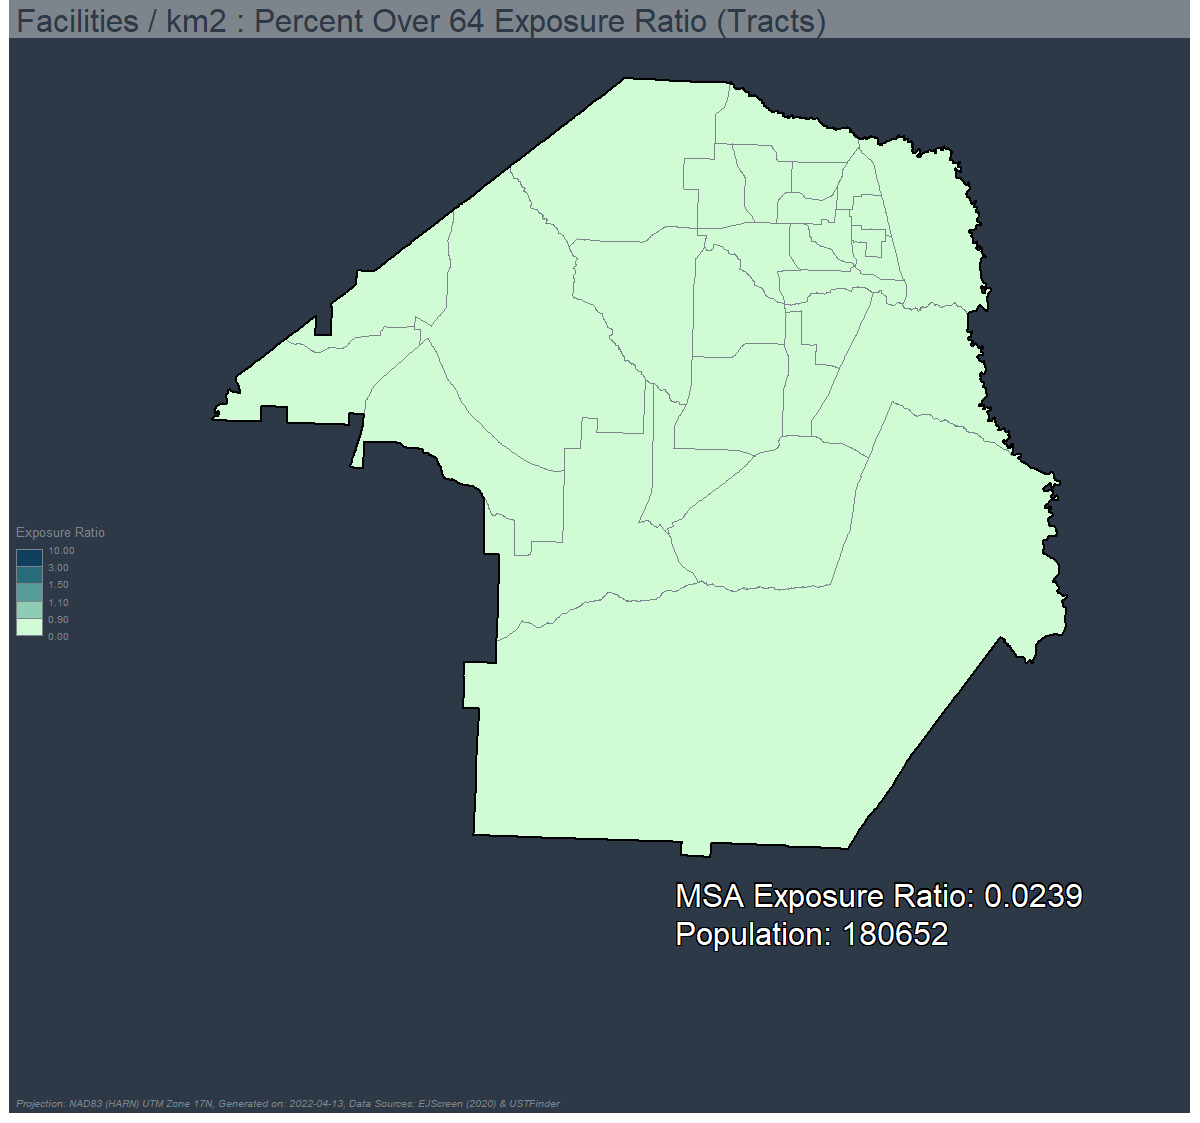 Facilities / km2 : Percent Over 64 Exposure Ratio (Tracts)
Exposure Ratio
10.00
3.00
1.50
1.10
0.90
0.00
MSA Exposure Ratio: 0.0239
Population: 180652
Projection: NAD83 (HARN) UTM Zone 17N, Generated on: 2022-04-13, Data Sources: EJScreen (2020) & USTFinder